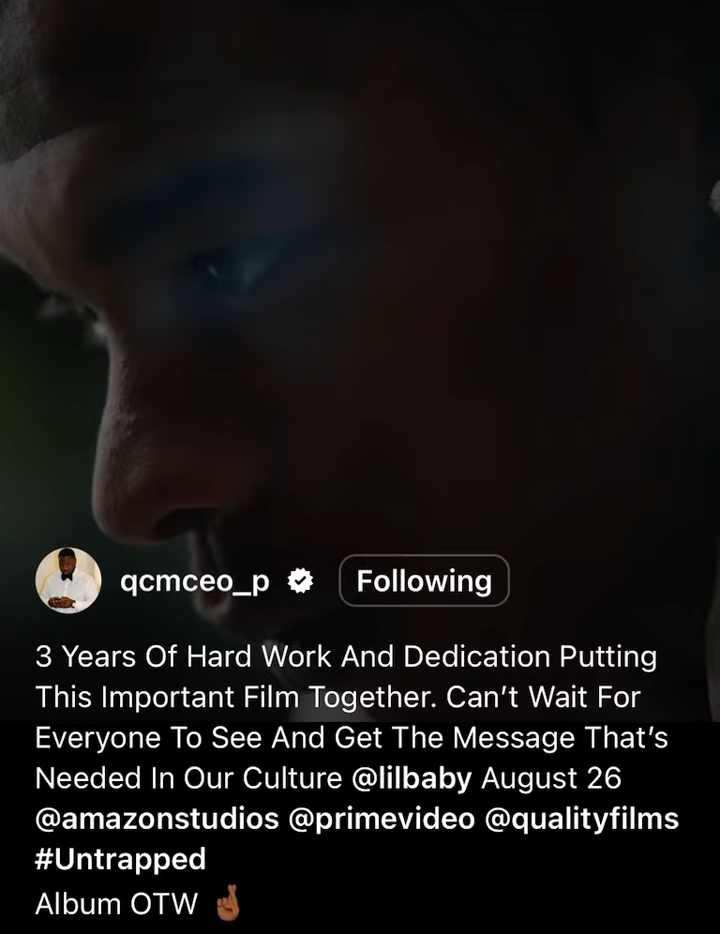 qcmceo_p Following
3 Years Of Hard Work And Dedication Putting
This Important Film Together. Can’t Wait For
Everyone To See And Get The Message That’s
Needed In Our Culture @lilbaby August 26
@amazonstudios @primevideo @qualityfilms
#Untrapped
Album OTW 🤞🏾